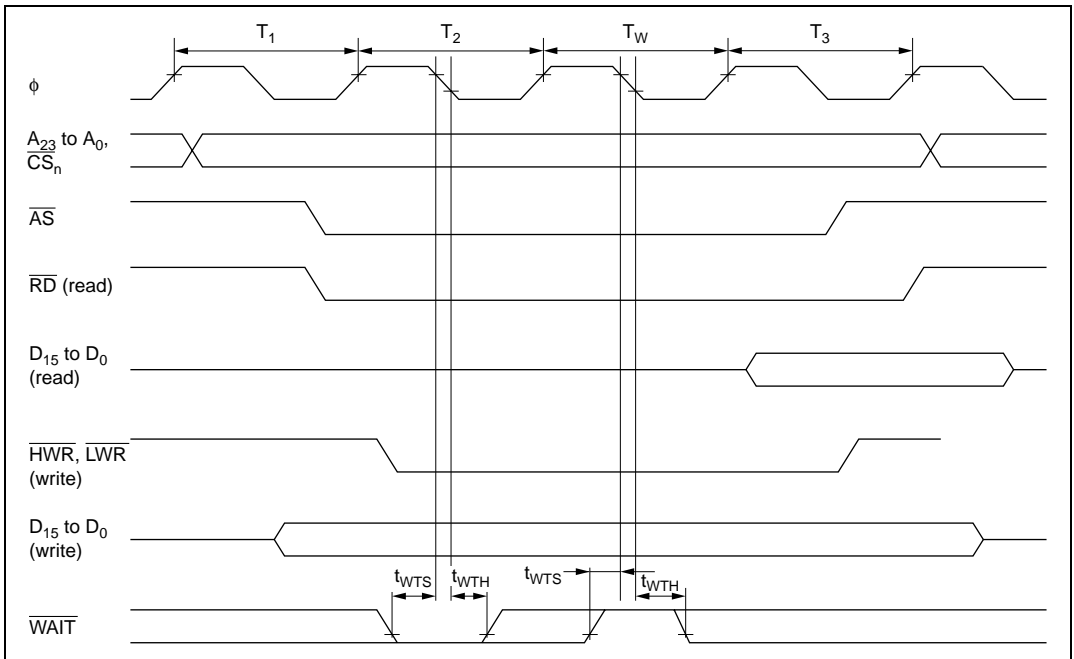 T1 T2 TW T3
φ
A23 to A0,
CSn
AS
RD (read)
D15 to D0
(read)
HWR, LWR
(write)
D15 to D0
(write)
tWTS tWTH tWTS tWTH
WAIT